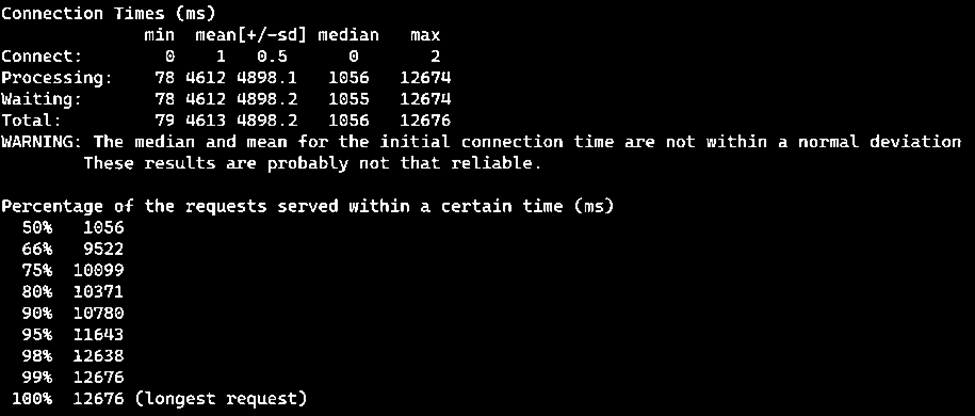 Connection Times (ms)
              min  mean[+/-sd] median   max
Connect:        0    1   0.5      0       2
Processing:    78 4612 4898.1   1056   12674
Waiting:       78 4612 4898.2   1055   12674
Total:         79 4613 4898.2   1056   12676
WARNING: The median and mean for the initial connection time are not within a normal deviation
        These results are probably not that reliable.

Percentage of the requests served within a certain time (ms)
  50%   1056
  66%   9522
  75%  10099
  80%  10371
  90%  10780
  95%  11643
  98%  12638
  99%  12676
 100%  12676 (longest request)